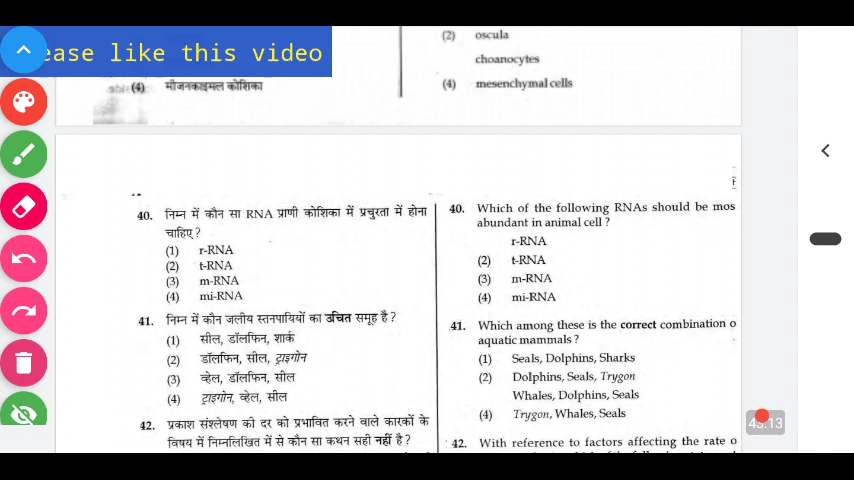 ease like this video
(2) oscula
choanocytes
(4) मीजनकाइमल कोशिका
(4) mesenchymal cells
40. निम्न में कौन सा RNA प्राणी कोशिका में प्रचुरता में होना
चाहिए ?
(1) r-RNA
(2) t-RNA
(3) m-RNA
(4) mi-RNA
41. निम्न में कौन जलीय स्तनपायियों का उचित समूह है ?
(1) सील, डॉलफिन, शार्क
(2) डॉलफिन, सील, ट्राइगोन
(3) व्हेल, डॉलफिन, सील
(4) ट्राइगोन, व्हेल, सील
42. प्रकाश संश्लेषण की दर को प्रभावित करने वाले कारकों के
विषय में निम्नलिखित में से कौन सा कथन सही नहीं है ?
40. Which of the following RNAs should be mos
abundant in animal cell ?
r-RNA
(2) t-RNA
(3) m-RNA
(4) mi-RNA
41. Which among these is the correct combination o
aquatic mammals ?
(1) Seals, Dolphins, Sharks
(2) Dolphins, Seals, Trygon
Whales, Dolphins, Seals
(4) Trygon, Whales, Seals
42. With reference to factors affecting the rate o